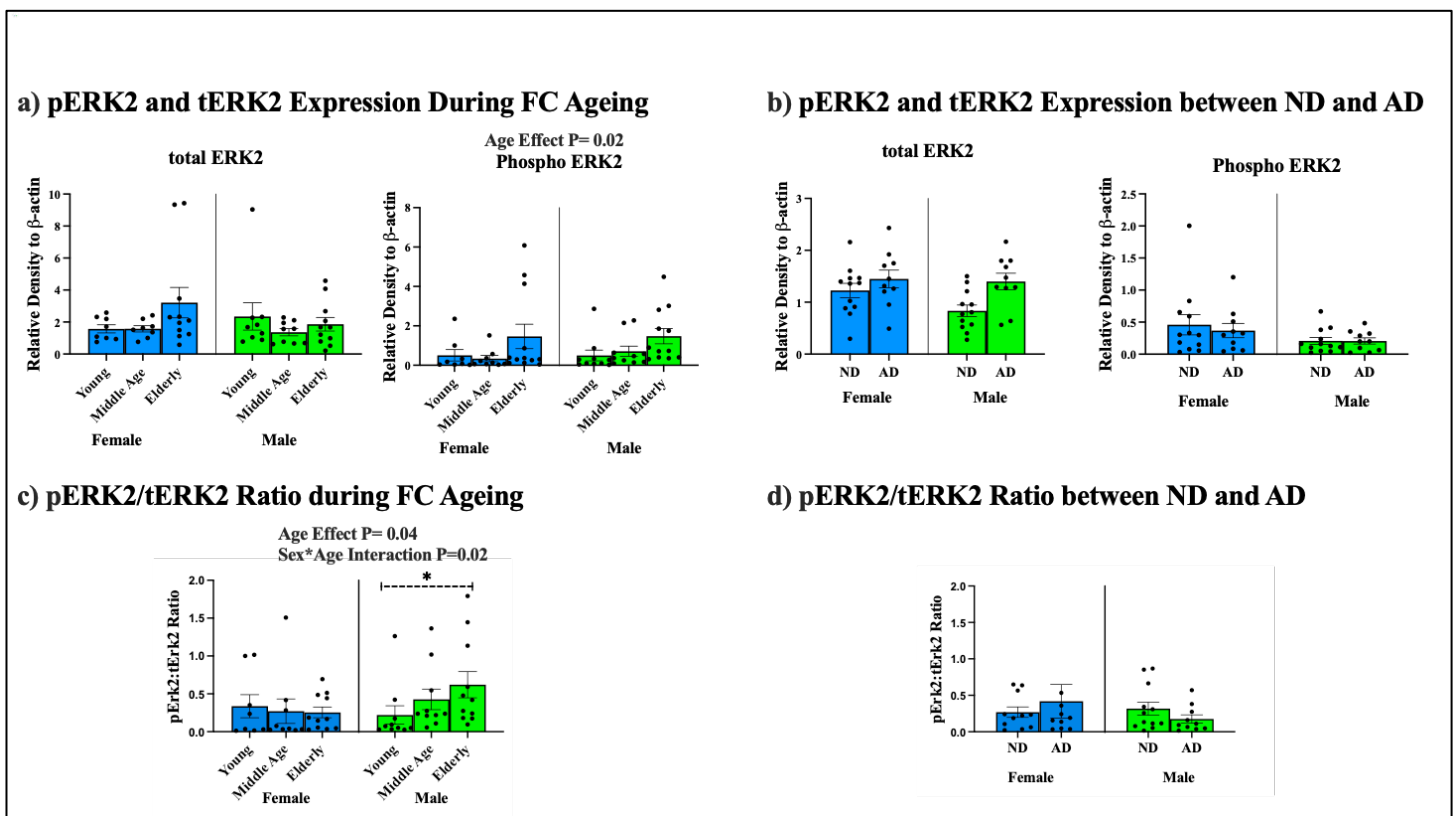 a) pERK2 and tERK2 Expression During FC Ageing
total ERK2
Relative Density to β-actin
10
8
6
4
2
0
Young
Middle Age
Elderly
Young
Middle Age
Elderly
Female
Male
Age Effect P= 0.02
Phospho ERK2
Relative Density to β-actin
8
6
4
2
0
Young
Middle Age
Elderly
Young
Middle Age
Elderly
Female
Male
b) pERK2 and tERK2 Expression between ND and AD
total ERK2
Relative Density to β-actin
3
2
1
0
ND
AD
ND
AD
Female
Male
Phospho ERK2
Relative Density to β-actin
2.5
2.0
1.5
1.0
0.5
0.0
ND
AD
ND
AD
Female
Male
c) pERK2/tERK2 Ratio during FC Ageing
Age Effect P= 0.04
Sex*Age Interaction P=0.02
*
pErk2:tErk2 Ratio
2.0
1.5
1.0
0.5
0.0
Young
Middle Age
Elderly
Young
Middle Age
Elderly
Female
Male
d) pERK2/tERK2 Ratio between ND and AD
pErk2:tErk2 Ratio
2.0
1.5
1.0
0.5
0.0
ND
AD
ND
AD
Female
Male